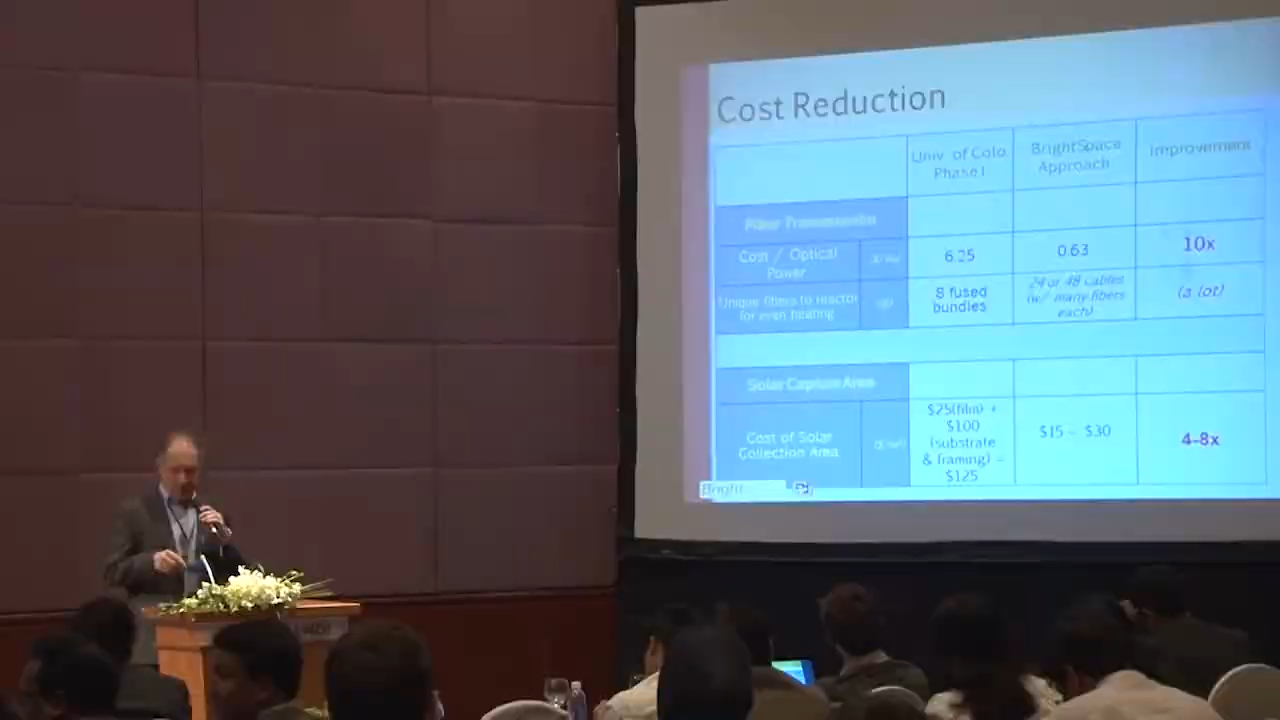 Cost Reduction
Univ. of Colo
Phase I
BrightSpace
Approach
Improvement
Fiber Transmission
Cost / Optical
Power
6.25
0.63
10x
Unique fibers to reactor
for even heating
8 fused
bundles
24 or 48 cables
(w/ many fibers
each)
(a lot)
Solar Capture Area
Cost of Solar
Collection Area
$25(film) +
$100
(substrate
& framing) =
$125
$15 – $30
4-8x
Bright